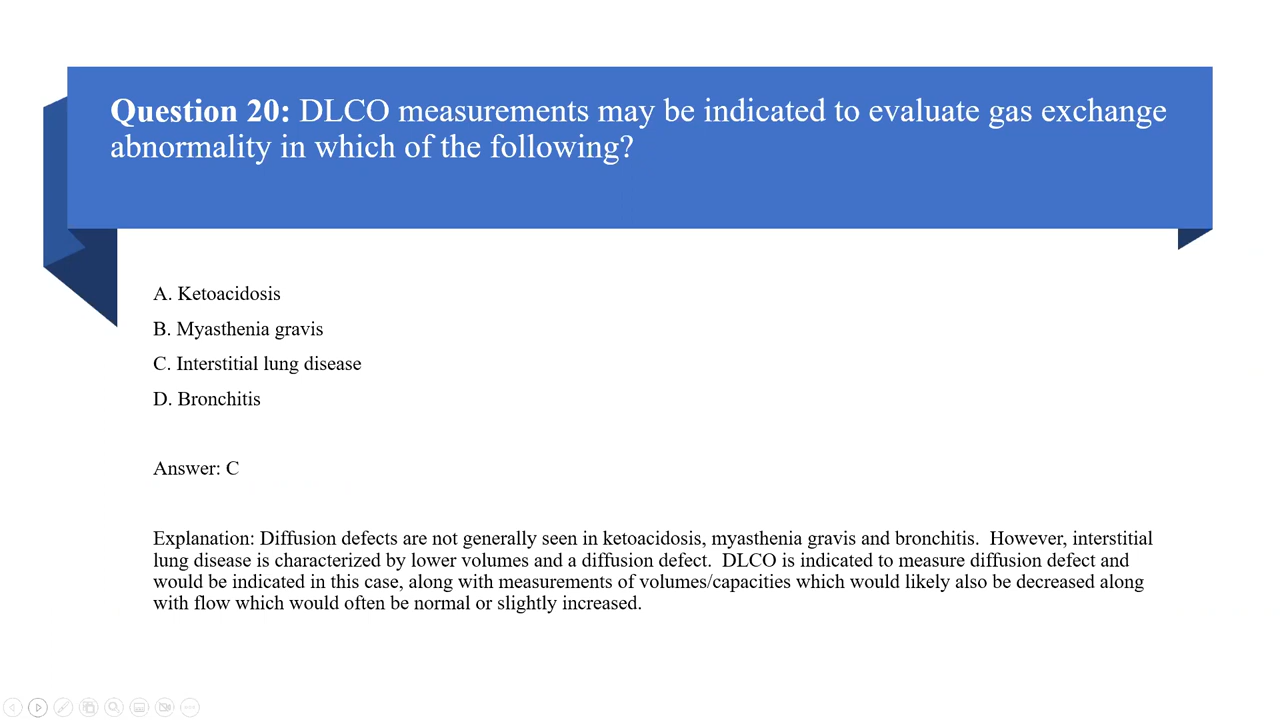 Question 20: DLCO measurements may be indicated to evaluate gas exchange
abnormality in which of the following?
A. Ketoacidosis
B. Myasthenia gravis
C. Interstitial lung disease
D. Bronchitis
Answer: C
Explanation: Diffusion defects are not generally seen in ketoacidosis, myasthenia gravis and bronchitis.  However, interstitial
lung disease is characterized by lower volumes and a diffusion defect.  DLCO is indicated to measure diffusion defect and
would be indicated in this case, along with measurements of volumes/capacities which would likely also be decreased along
with flow which would often be normal or slightly increased.